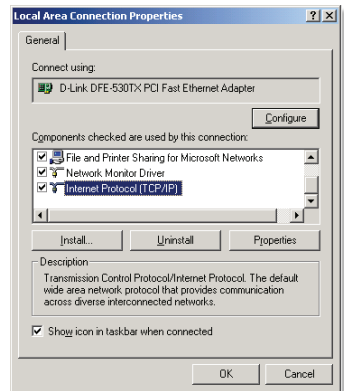 Local Area Connection Properties
General
Connect using:
D-Link DFE-530TX PCI Fast Ethernet Adapter
Configure
Components checked are used by this connection:
File and Printer Sharing for Microsoft Networks
Network Monitor Driver
Internet Protocol (TCP/IP)
Install... Uninstall Properties
Description
Transmission Control Protocol/Internet Protocol. The default
wide area network protocol that provides communication
across diverse interconnected networks.
Show icon in taskbar when connected
OK Cancel